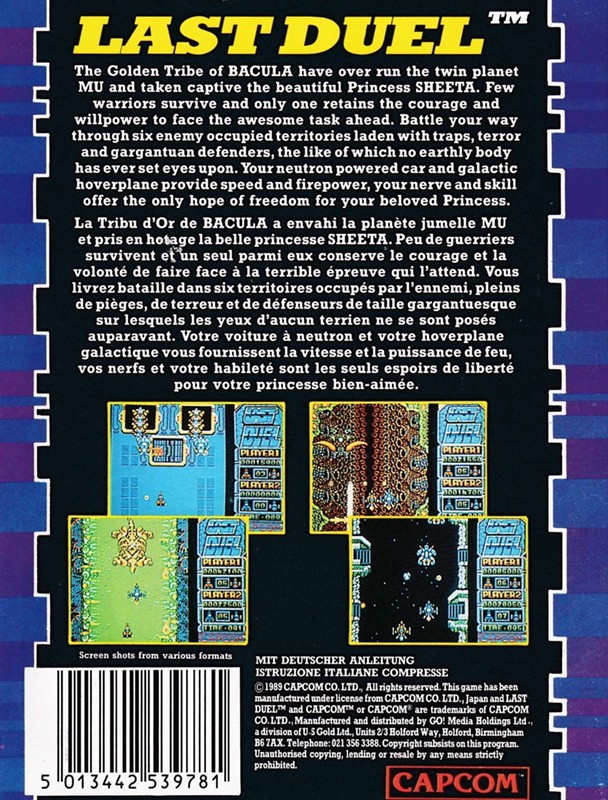 LAST DUEL™
The Golden Tribe of BACULA have over run the twin planet
MU and taken captive the beautiful Princess SHEETA. Few
warriors survive and only one retains the courage and
willpower to face the awesome task ahead. Battle your way
through six enemy occupied territories laden with traps, terror
and gargantuan defenders, the like of which no earthly body
has ever set eyes upon. Your neutron powered car and galactic
hoverplane provide speed and firepower, your nerve and skill
offer the only hope of freedom for your beloved Princess.
La Tribu d'Or de BACULA a envahi la planète jumelle MU
et pris en hotage la belle princesse SHEETA. Peu de guerriers
survivent et un seul parmi eux conserve le courage et la
volonté de faire face à la terrible épreuve qui l'attend. Vous
livrez bataille dans six territoires occupés par l'ennemi, pleins
de pièges, de terreur et de défenseurs de taille gargantuesque
sur lesquels les yeux d'aucun terrien ne se sont posés
auparavant. Votre voiture à neutron et votre hoverplane
galactique vous fournissent la vitesse et la puissance de feu,
vos nerfs et votre habileté sont les seuls espoirs de liberté
pour votre princesse bien-aimée.
LAST DUEL
PLAYER1
PLAYER2
LAST DUEL
PLAYER1
PLAYER2
LAST DUEL
PLAYER1
PLAYER2
LAST DUEL
PLAYER1
PLAYER2
Screen shots from various formats
MIT DEUTSCHER ANLEITUNG
ISTRUZIONE ITALIANE COMPRESSE
© 1989 CAPCOM CO. LTD., All rights reserved. This game has been
manufactured under license from CAPCOM CO. LTD., Japan and LAST
DUEL™ and CAPCOM™ or CAPCOM® are trademarks of CAPCOM
CO. LTD., Manufactured and distributed by GO! Media Holdings Ltd.,
a division of U.S Gold Ltd., Units 2/3 Holford Way, Holford, Birmingham
B6 7AX. Telephone: 021 356 3388. Copyright subsists on this program.
Unauthorised copying, lending or resale by any means strictly
prohibited.
5 013442 539781
CAPCOM